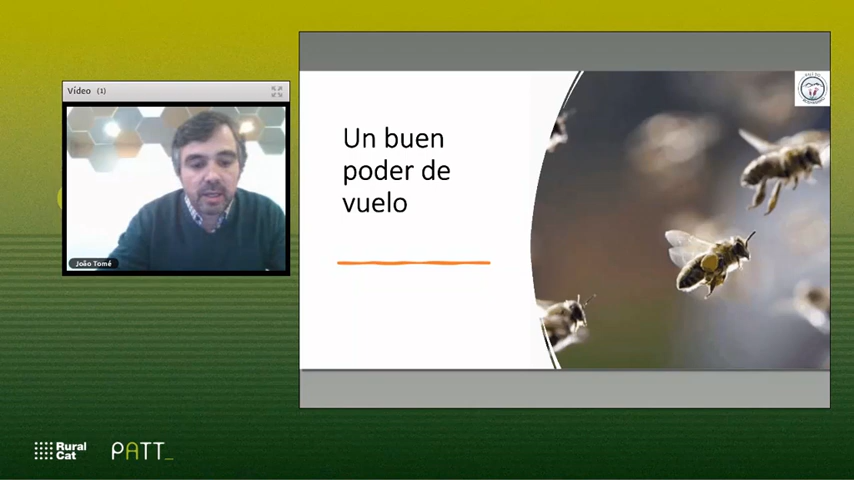 Vídeo (1)
João Tomé
Un buen
poder de
vuelo
Rural
Cat
PATT_